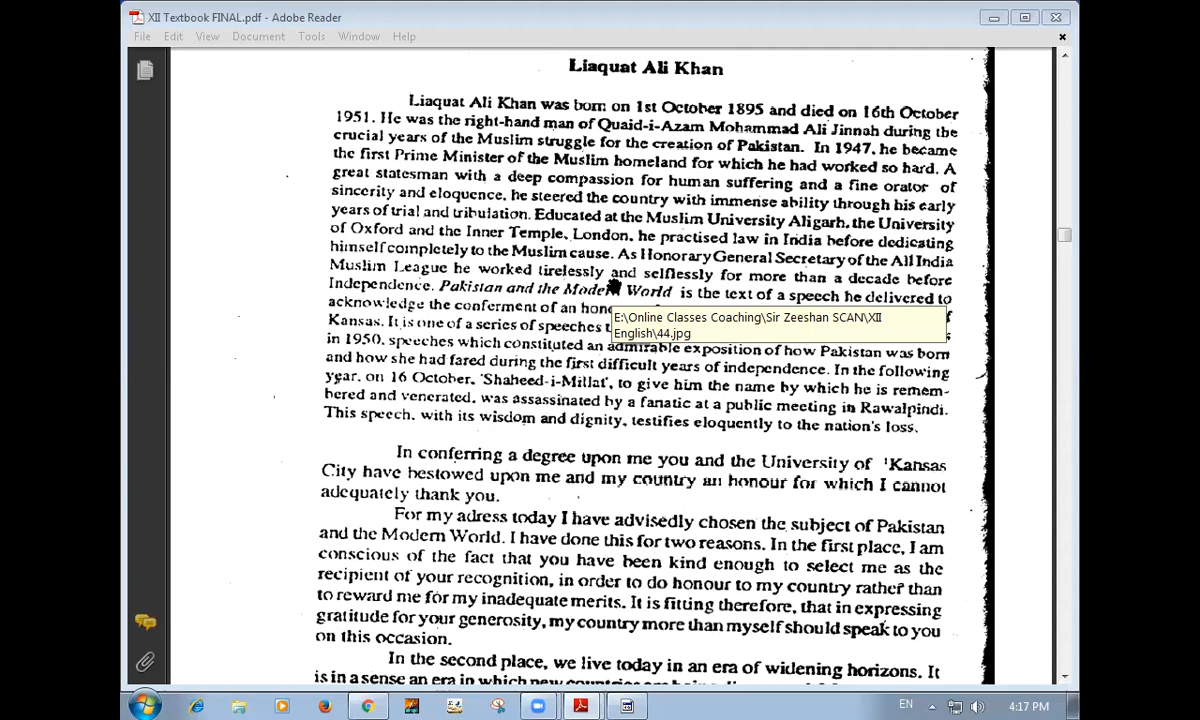 XII Textbook FINAL.pdf - Adobe Reader
File Edit View Document Tools Window Help
Liaquat Ali Khan
Liaquat Ali Khan was born on 1st October 1895 and died on 16th October
1951. He was the right-hand man of Quaid-i-Azam Mohammad Ali Jinnah during the
crucial years of the Muslim struggle for the creation of Pakistan. In 1947, he became
the first Prime Minister of the Muslim homeland for which he had worked so hard. A
great statesman with a deep compassion for human suffering and a fine orator of
sincerity and eloquence, he steered the country with immense ability through his early
years of trial and tribulation. Educated at the Muslim University Aligarh, the University
of Oxford and the Inner Temple, London, he practised law in India before dedicating
himself completely to the Muslim cause. As Honorary General Secretary of the All India
Muslim League he worked tirelessly and selflessly for more than a decade before
Independence. Pakistan and the Modern World is the text of a speech he delivered to
acknowledge the conferment of an
Kansas. It is one of a series of speeches
in 1950, speeches which constituted an admirable exposition of how Pakistan was born
and how she had fared during the first difficult years of independence. In the following
year, on 16 October, 'Shaheed-i-Millat', to give him the name by which he is remem-
bered and venerated, was assassinated by a fanatic at a public meeting in Rawalpindi.
This speech, with its wisdom and dignity, testifies eloquently to the nation's loss.
E:\Online Classes Coaching\Sir Zeeshan SCAN\XII
English\44.jpg
In conferring a degree upon me you and the University of 'Kansas
City have bestowed upon me and my country an honour for which I cannot
adequately thank you.
For my adress today I have advisedly chosen the subject of Pakistan
and the Modern World. I have done this for two reasons. In the first place, I am
conscious of the fact that you have been kind enough to select me as the
recipient of your recognition, in order to do honour to my country rather than
to reward me for my inadequate merits. It is fitting therefore, that in expressing
gratitude for your generosity, my country more than myself should speak to you
on this occasion.
In the second place, we live today in an era of widening horizons. It
is in a sense an era in which new countries are being
EN
4:17 PM